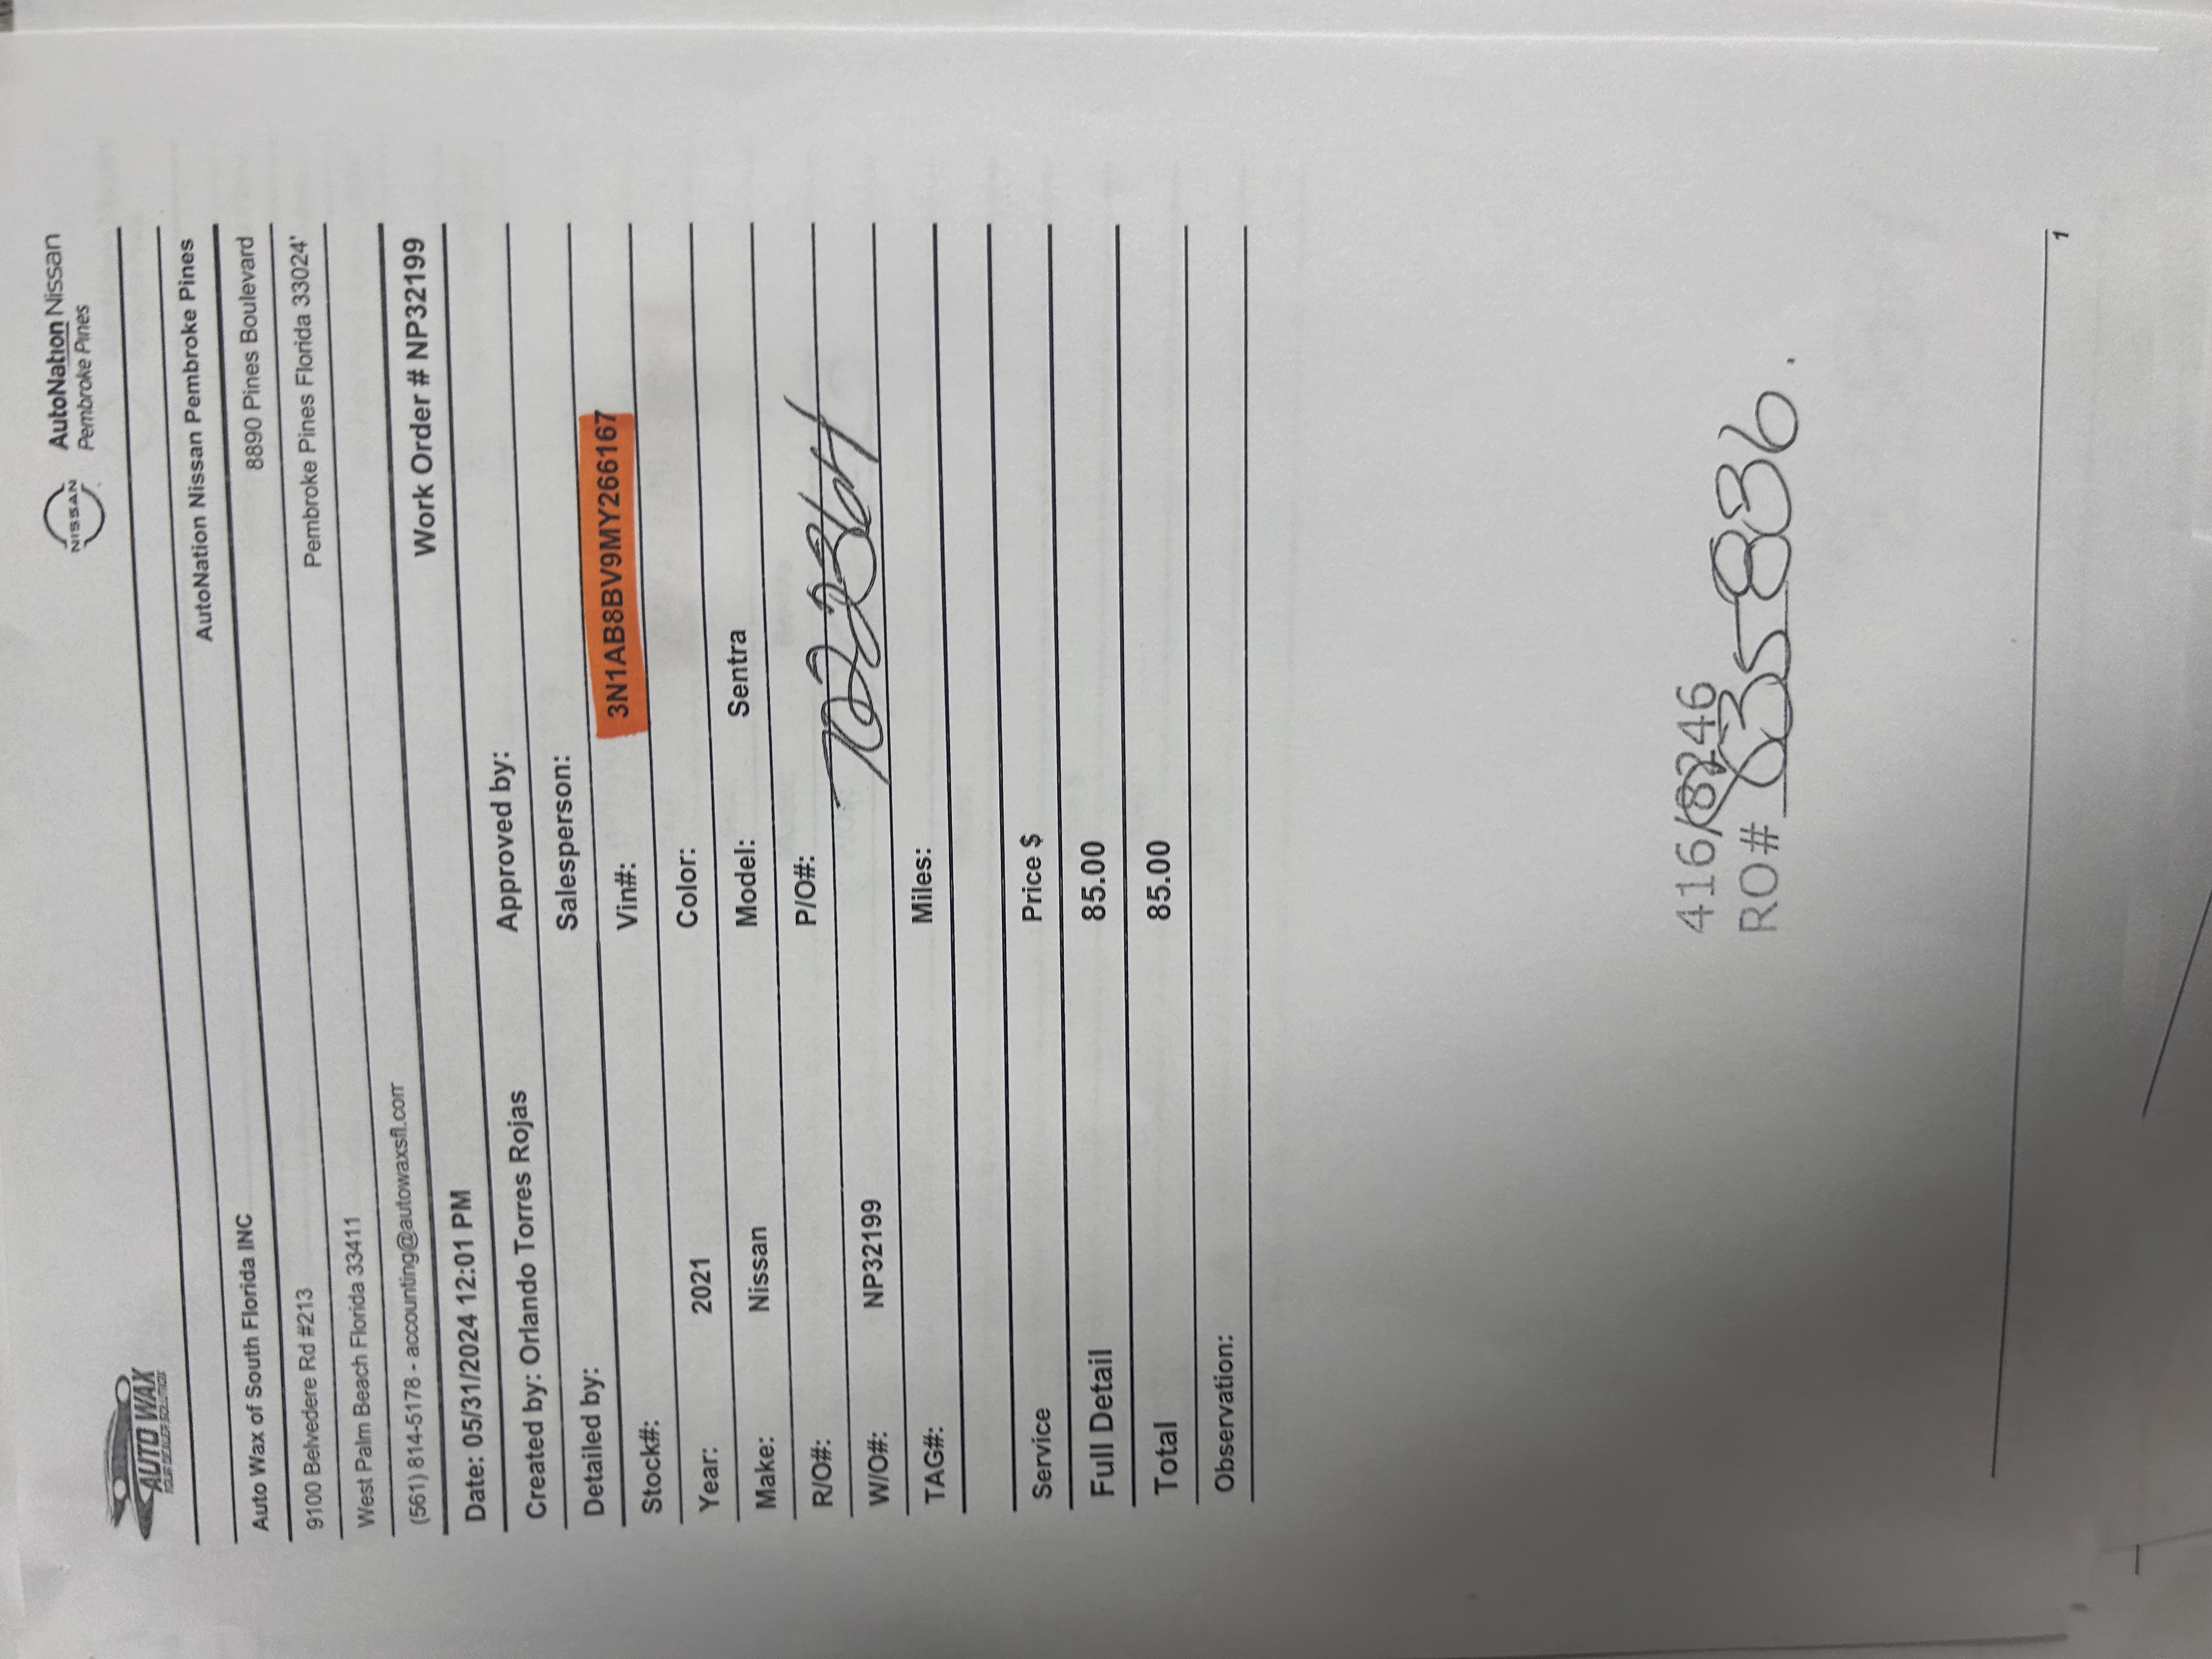 AUTO WAX
YOUR DEALER SOLUTION
NISSAN
AutoNation Nissan
Pembroke Pines
AutoNation Nissan Pembroke Pines
Auto Wax of South Florida INC
8890 Pines Boulevard
9100 Belvedere Rd #213
Pembroke Pines Florida 33024'
West Palm Beach Florida 33411
(561) 814-5178 - accounting@autowaxsfl.com
Work Order # NP32199
Date: 05/31/2024 12:01 PM
Created by: Orlando Torres Rojas Approved by:
Detailed by: Salesperson:
Stock#: Vin#: 3N1AB8BV9MY266167
Year: 2021 Color:
Make: Nissan Model: Sentra
R/O#: P/O#:
W/O#: NP32199
TAG#: Miles:
Service Price $
Full Detail 85.00
Total 85.00
Observation:
416/8246
RO# 635836.
1